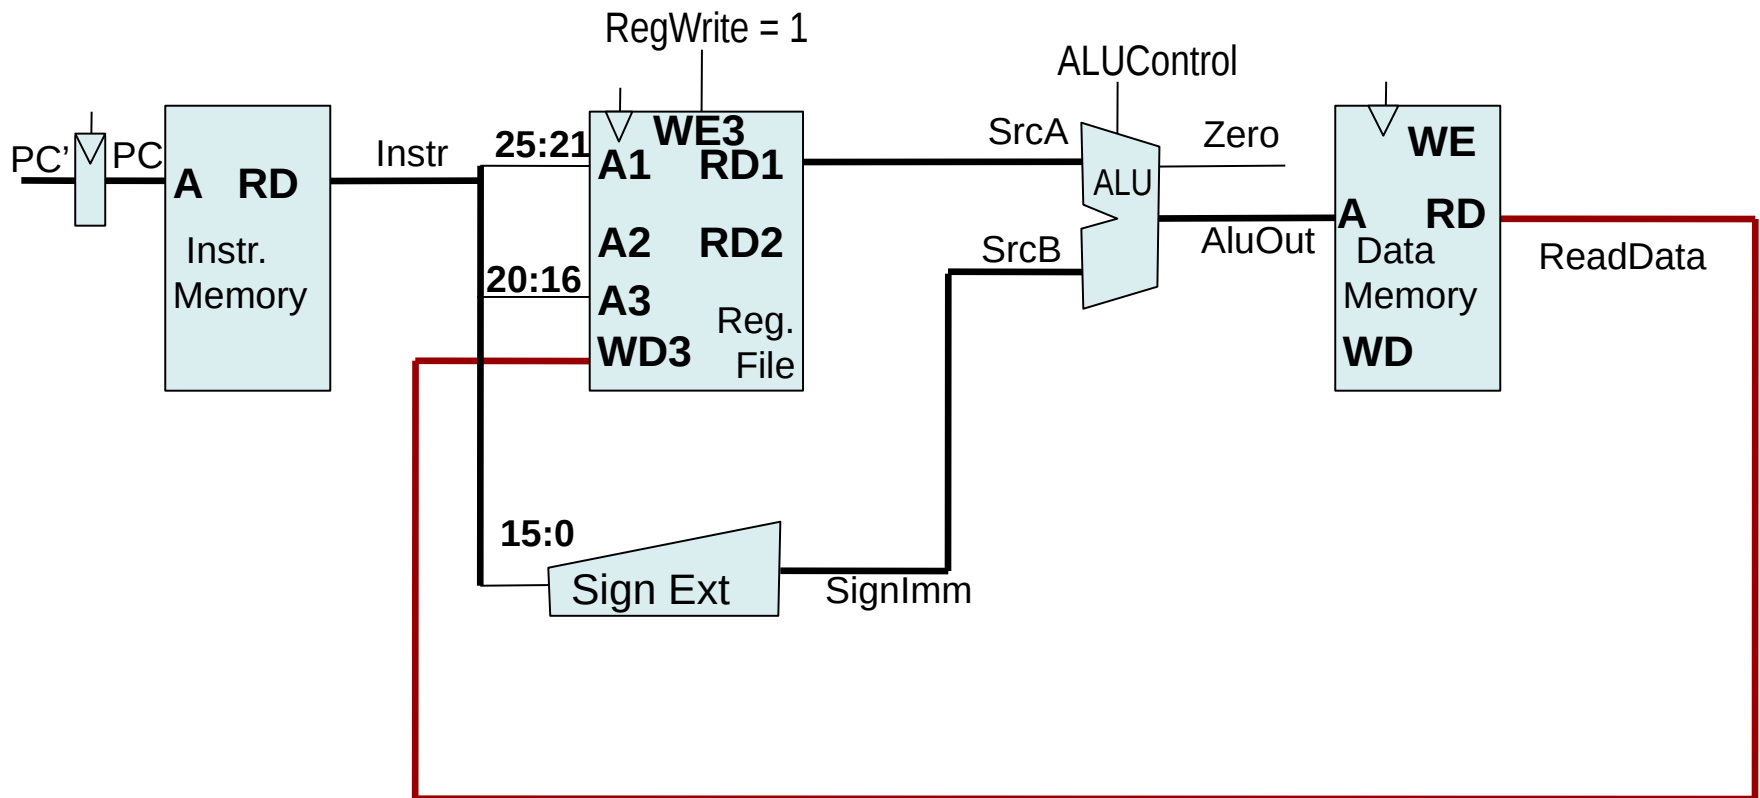 RegWrite = 1
ALUControl
PC’
PC
A RD
Instr.
Memory
Instr
25:21
20:16
WE3
A1 RD1
A2 RD2
A3
WD3
Reg.
File
15:0
Sign Ext
SignImm
SrcA
SrcB
ALU
Zero
AluOut
WE
A RD
Data
Memory
WD
ReadData